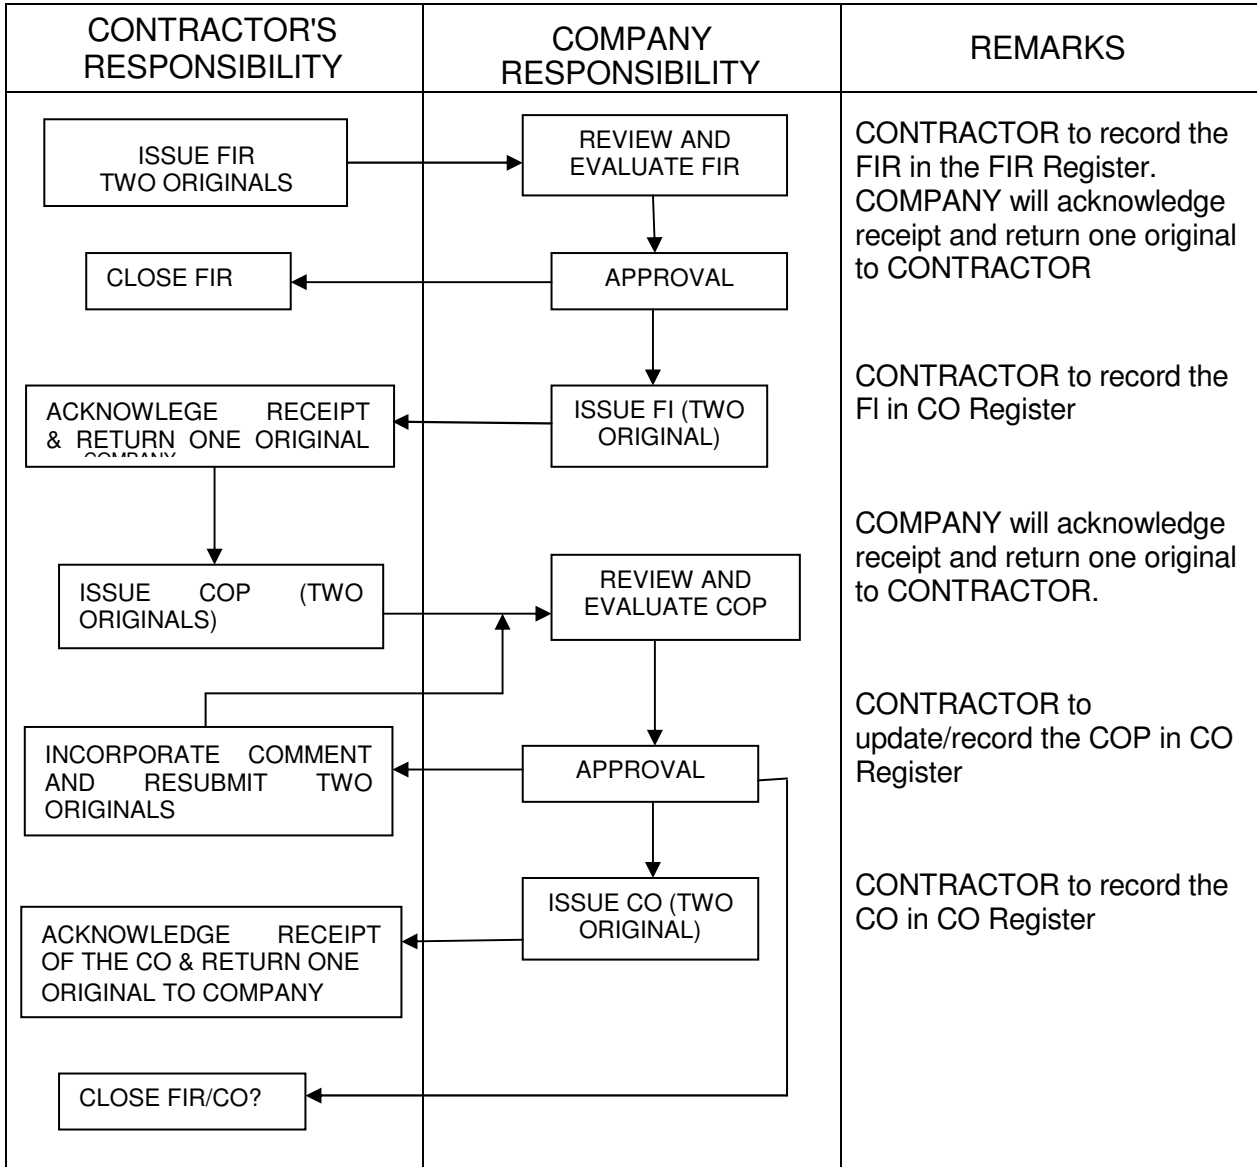 CONTRACTOR'S
RESPONSIBILITY
COMPANY
RESPONSIBILITY
REMARKS
ISSUE FIR
TWO ORIGINALS
REVIEW AND
EVALUATE FIR
CONTRACTOR to record the
FIR in the FIR Register.
COMPANY will acknowledge
receipt and return one original
to CONTRACTOR
CLOSE FIR
APPROVAL
ACKNOWLEGE RECEIPT
& RETURN ONE ORIGINAL
COMPANY
ISSUE FI (TWO
ORIGINAL)
CONTRACTOR to record the
FI in CO Register
ISSUE COP (TWO
ORIGINALS)
REVIEW AND
EVALUATE COP
COMPANY will acknowledge
receipt and return one original
to CONTRACTOR.
INCORPORATE COMMENT
AND RESUBMIT TWO
ORIGINALS
APPROVAL
CONTRACTOR to
update/record the COP in CO
Register
ACKNOWLEDGE RECEIPT
OF THE CO & RETURN ONE
ORIGINAL TO COMPANY
ISSUE CO (TWO
ORIGINAL)
CONTRACTOR to record the
CO in CO Register
CLOSE FIR/CO?